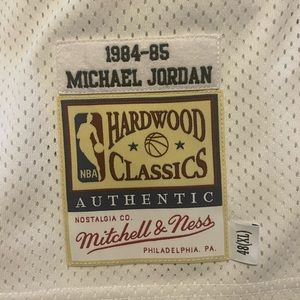 1984-85
MICHAEL JORDAN
HARDWOOD
NBA
CLASSICS
AUTHENTIC
NOSTALGIA CO.
Mitchell & Ness
PHILADELPHIA, PA.
48(XL)